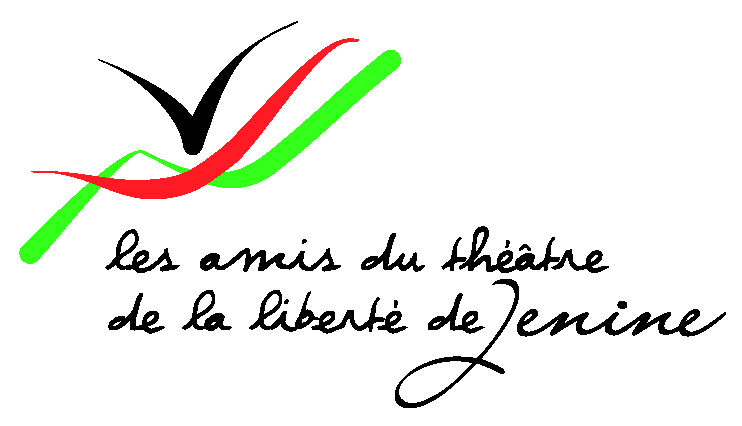 les amis du théâtre
de la liberté de Jenine